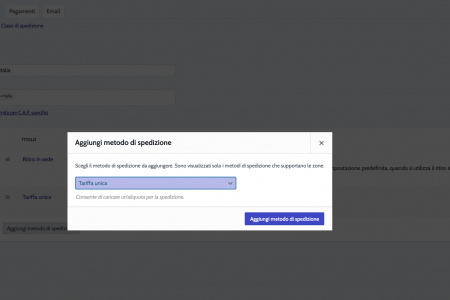 Pagamenti Email
Classi di spedizione
Italia
Ritiro in sede
Tariffa unica
Aggiungi metodo di spedizione
Aggiungi metodo di spedizione ×
Scegli il metodo di spedizione da aggiungere. Sono visualizzati solo i metodi di spedizione che supportano le zone.
Tariffa unica
Consente di caricare un'aliquota per la spedizione.
Aggiungi metodo di spedizione